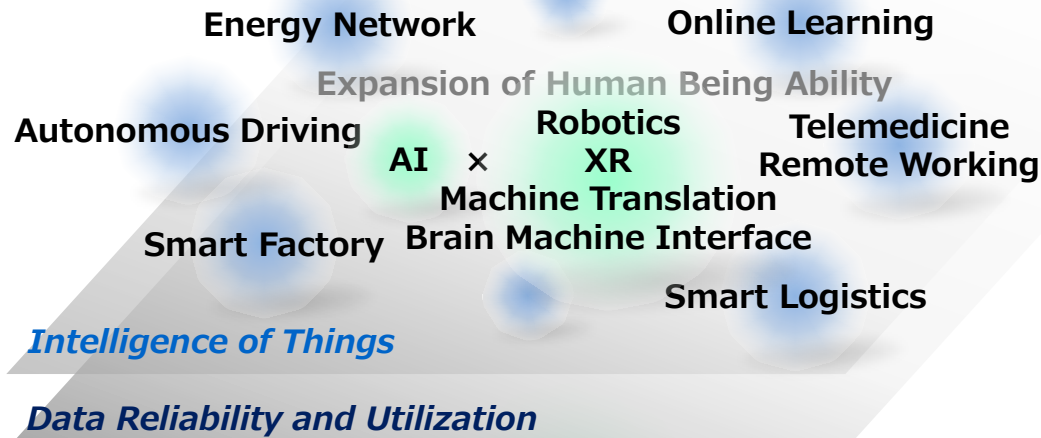 Energy Network
Online Learning
Expansion of Human Being Ability
Autonomous Driving
AI × Robotics
XR
Machine Translation
Brain Machine Interface
Telemedicine
Remote Working
Smart Factory
Smart Logistics
Intelligence of Things
Data Reliability and Utilization